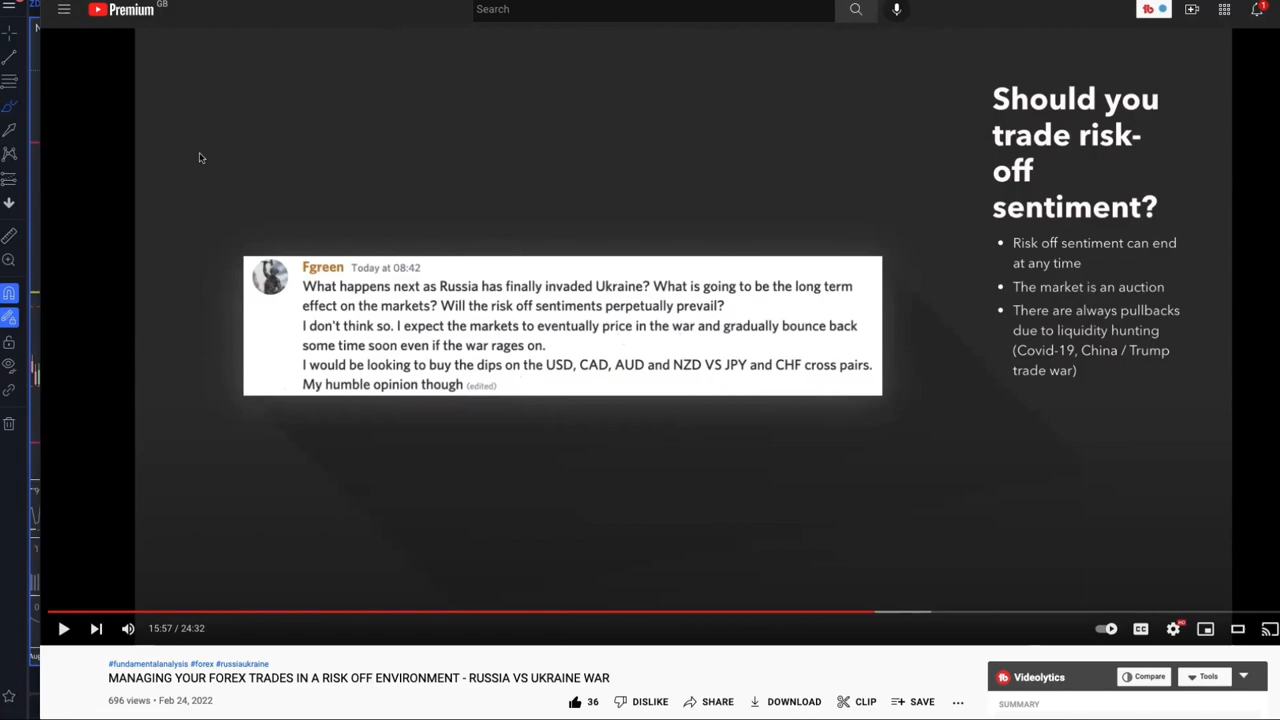 Premium GB
Search
1
Should you
trade risk-
off
sentiment?
• Risk off sentiment can end
at any time
• The market is an auction
• There are always pullbacks
due to liquidity hunting
(Covid-19, China / Trump
trade war)
Fgreen Today at 08:42
What happens next as Russia has finally invaded Ukraine? What is going to be the long term
effect on the markets? Will the risk off sentiments perpetually prevail?
I don't think so. I expect the markets to eventually price in the war and gradually bounce back
some time soon even if the war rages on.
I would be looking to buy the dips on the USD, CAD, AUD and NZD VS JPY and CHF cross pairs.
My humble opinion though (edited)
15:57 / 24:32
CC
HD
#fundamentalanalysis #forex #russiaukraine
MANAGING YOUR FOREX TRADES IN A RISK OFF ENVIRONMENT - RUSSIA VS UKRAINE WAR
696 views • Feb 24, 2022
36 DISLIKE SHARE DOWNLOAD CLIP SAVE ...
Videolytics Compare Tools
SUMMARY